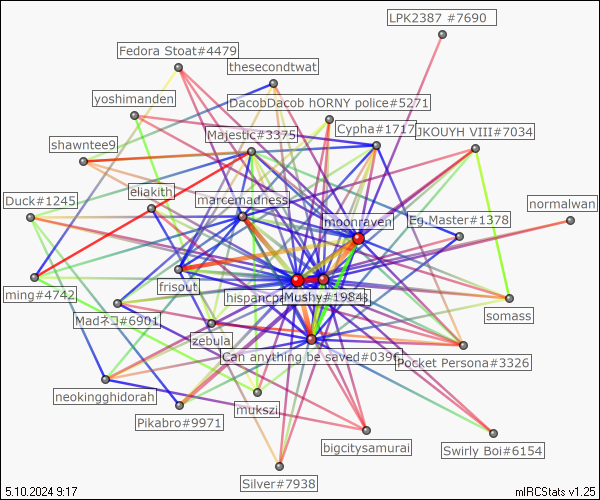 LPK2387 #7690
Fedora Stoat#4479
thesecondtwat
yoshimanden
DacobDacob hORNY police#5271
Cypha#1717
JKOUYH VIII#7034
Majestic#3375
shawntee9
eliakith
Duck#1245
marcemadness
normalwan
moonraven
Eg.Master#1378
frisout
ming#4742
Mushy#1984
somass
Madネコ#6901
zebula
Can anything be saved#0396
Pocket Persona#3326
neokingghidorah
mukszi
Pikabro#9971
bigcitysamurai
Swirly Boi#6154
Silver#7938
5.10.2024 9:17
mIRCStats v1.25